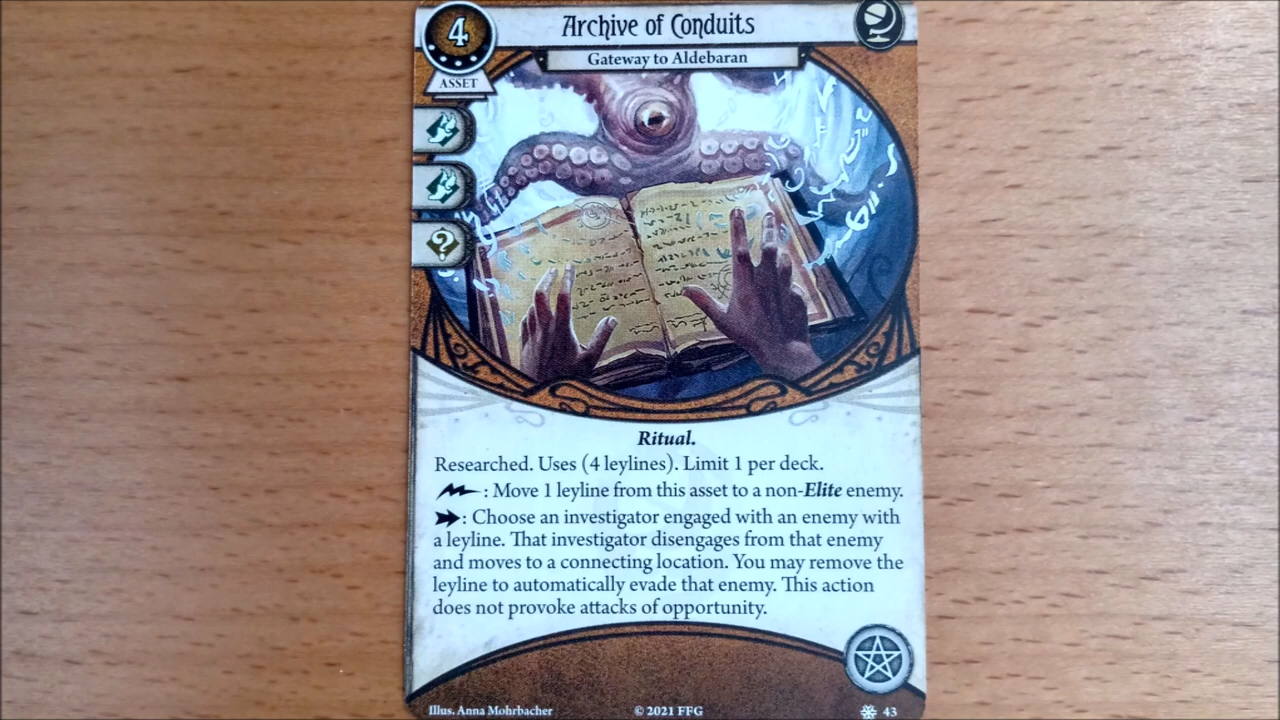 4
Archive of Conduits
Gateway to Aldebaran
ASSET
?
Ritual.
Researched. Uses (4 leylines). Limit 1 per deck.
: Move 1 leyline from this asset to a non-Elite enemy.
: Choose an investigator engaged with an enemy with
a leyline. That investigator disengages from that enemy
and moves to a connecting location. You may remove the
leyline to automatically evade that enemy. This action
does not provoke attacks of opportunity.
Illus. Anna Mohrbacher
© 2021 FFG
43